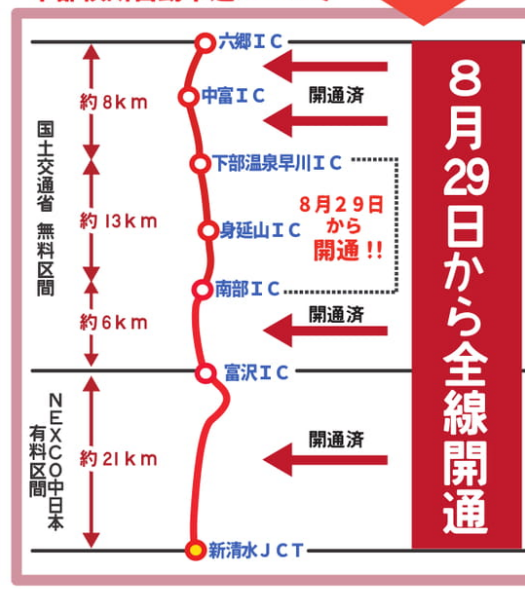 六郷IC
中富IC
下部温泉早川IC
身延山IC
南部IC
富沢IC
新清水JCT
約8km
約13km
約6km
約21km
国土交通省 無料区間
NEXCO中日本
有料区間
開通済
8月29日
から
開通!!
開通済
開通済
8月29日から全線開通